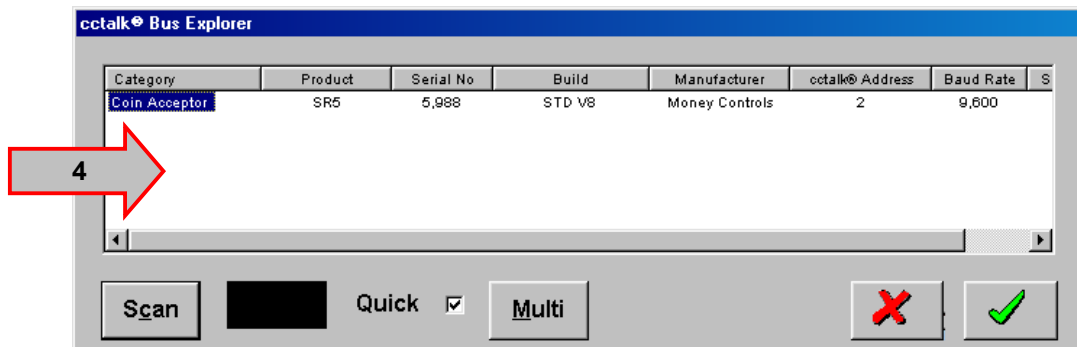 cctalk® Bus Explorer
Category Product Serial No Build Manufacturer cctalk® Address Baud Rate S
Coin Acceptor SR5 5,988 STD V8 Money Controls 2 9,600
4
Scan Quick Multi